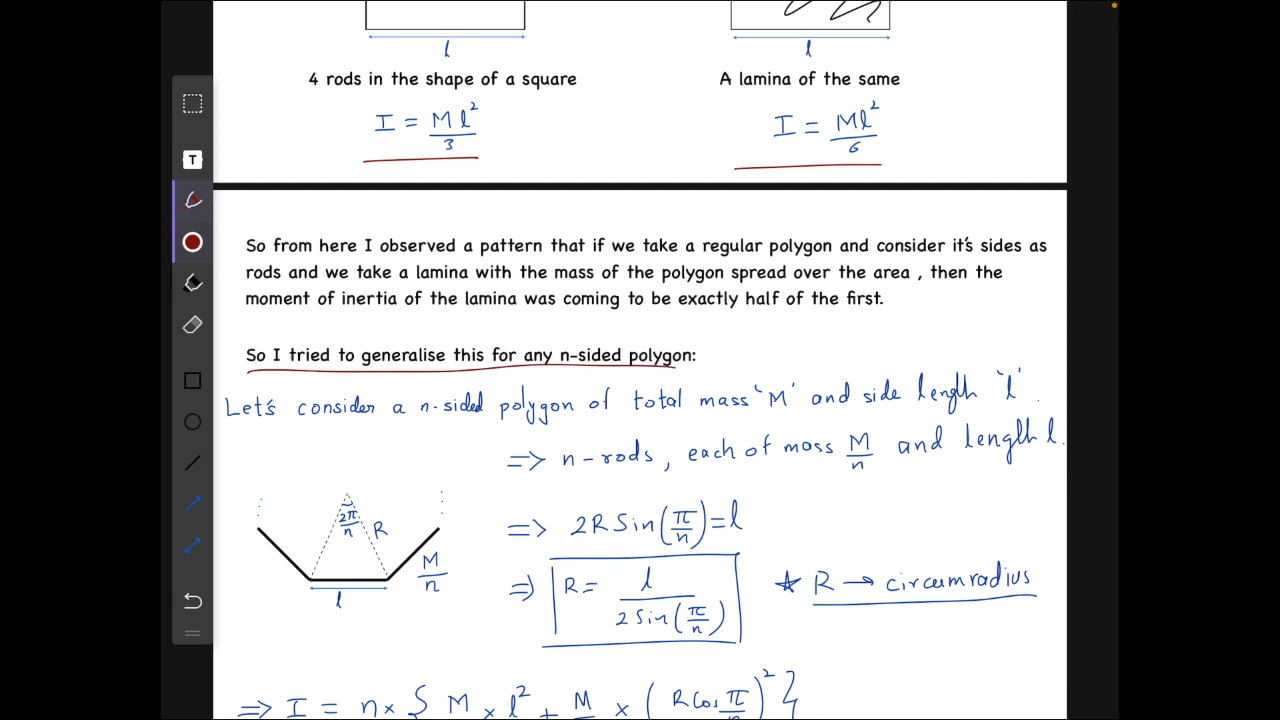 l
l
4 rods in the shape of a square
A lamina of the same
I = Ml²/3
I = Ml²/6
So from here I observed a pattern that if we take a regular polygon and consider it's sides as
rods and we take a lamina with the mass of the polygon spread over the area , then the
moment of inertia of the lamina was coming to be exactly half of the first.
So I tried to generalise this for any n-sided polygon:
Let's consider a n-sided polygon of total mass 'M' and side length 'l'.
=> n-rods, each of mass M/n and length l.
2π/n
R
M/n
l
=> 2R Sin(π/n) = l
=> R = l / 2 Sin(π/n)
★ R → circumradius
=> I = n × { M × l² + M × (R Cos π/n)² }
T